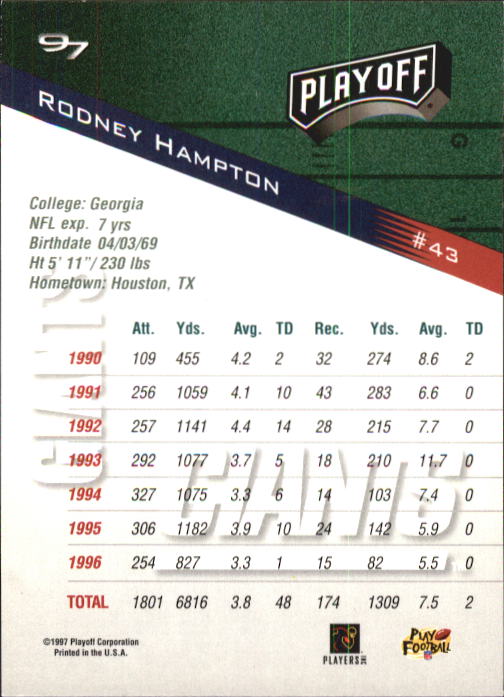 97
PLAYOFF
RODNEY HAMPTON
G
#43
College: Georgia
NFL exp. 7 yrs
Birthdate 04/03/69
Ht 5' 11"/ 230 lbs
Hometown: Houston, TX
GIANTS
GIANTS
Att. Yds. Avg. TD Rec. Yds. Avg. TD
1990 109 455 4.2 2 32 274 8.6 2
1991 256 1059 4.1 10 43 283 6.6 0
1992 257 1141 4.4 14 28 215 7.7 0
1993 292 1077 3.7 5 18 210 11.7 0
1994 327 1075 3.3 6 14 103 7.4 0
1995 306 1182 3.9 10 24 142 5.9 0
1996 254 827 3.3 1 15 82 5.5 0
TOTAL 1801 6816 3.8 48 174 1309 7.5 2
©1997 Playoff Corporation
Printed in the U.S.A.
PLAYERS INC
PLAY
FOOTBALL